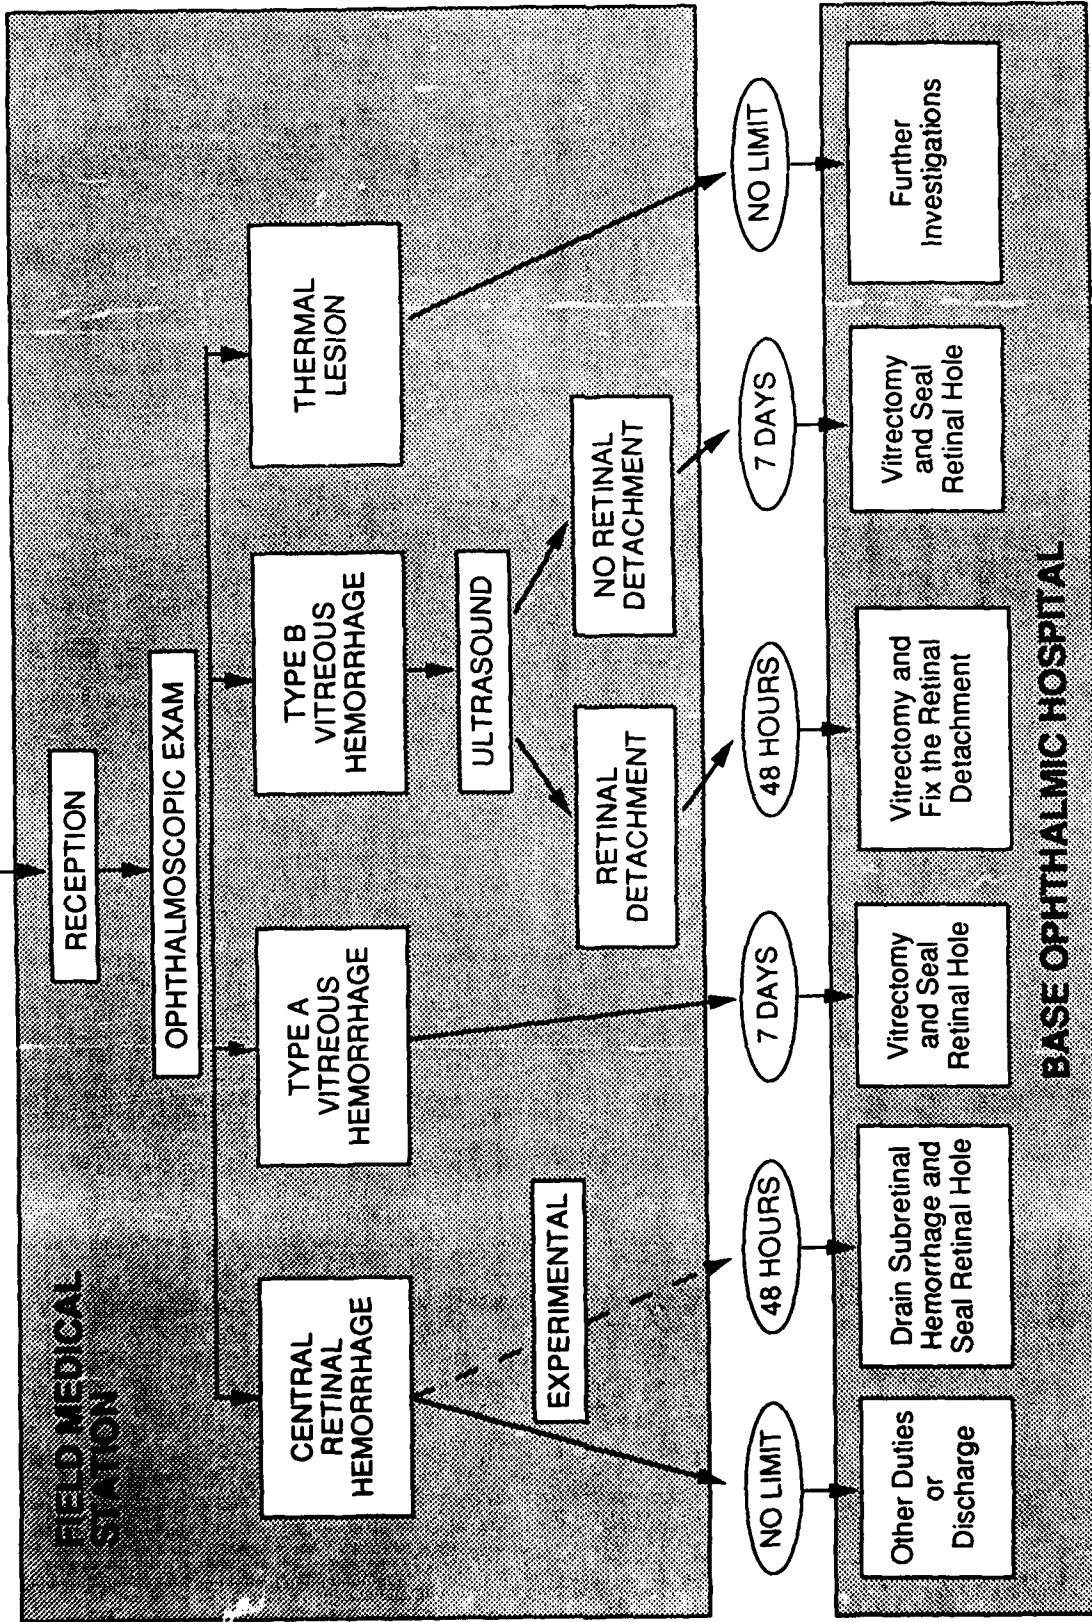 FIELD MEDICAL
STATION
RECEPTION
OPHTHALMOSCOPIC EXAM
CENTRAL
RETINAL
HEMORRHAGE
TYPE A
VITREOUS
HEMORRHAGE
TYPE B
VITREOUS
HEMORRHAGE
THERMAL
LESION
ULTRASOUND
EXPERIMENTAL
RETINAL
DETACHMENT
NO RETINAL
DETACHMENT
NO LIMIT
48 HOURS
7 DAYS
48 HOURS
7 DAYS
NO LIMIT
Other Duties
or
Discharge
Drain Subretinal
Hemorrhage and
Seal Retinal Hole
Vitrectomy
and Seal
Retinal Hole
Vitrectomy and
Fix the Retinal
Detachment
Vitrectomy
and Seal
Retinal Hole
Further
Investigations
BASE OPHTHALMIC HOSPITAL